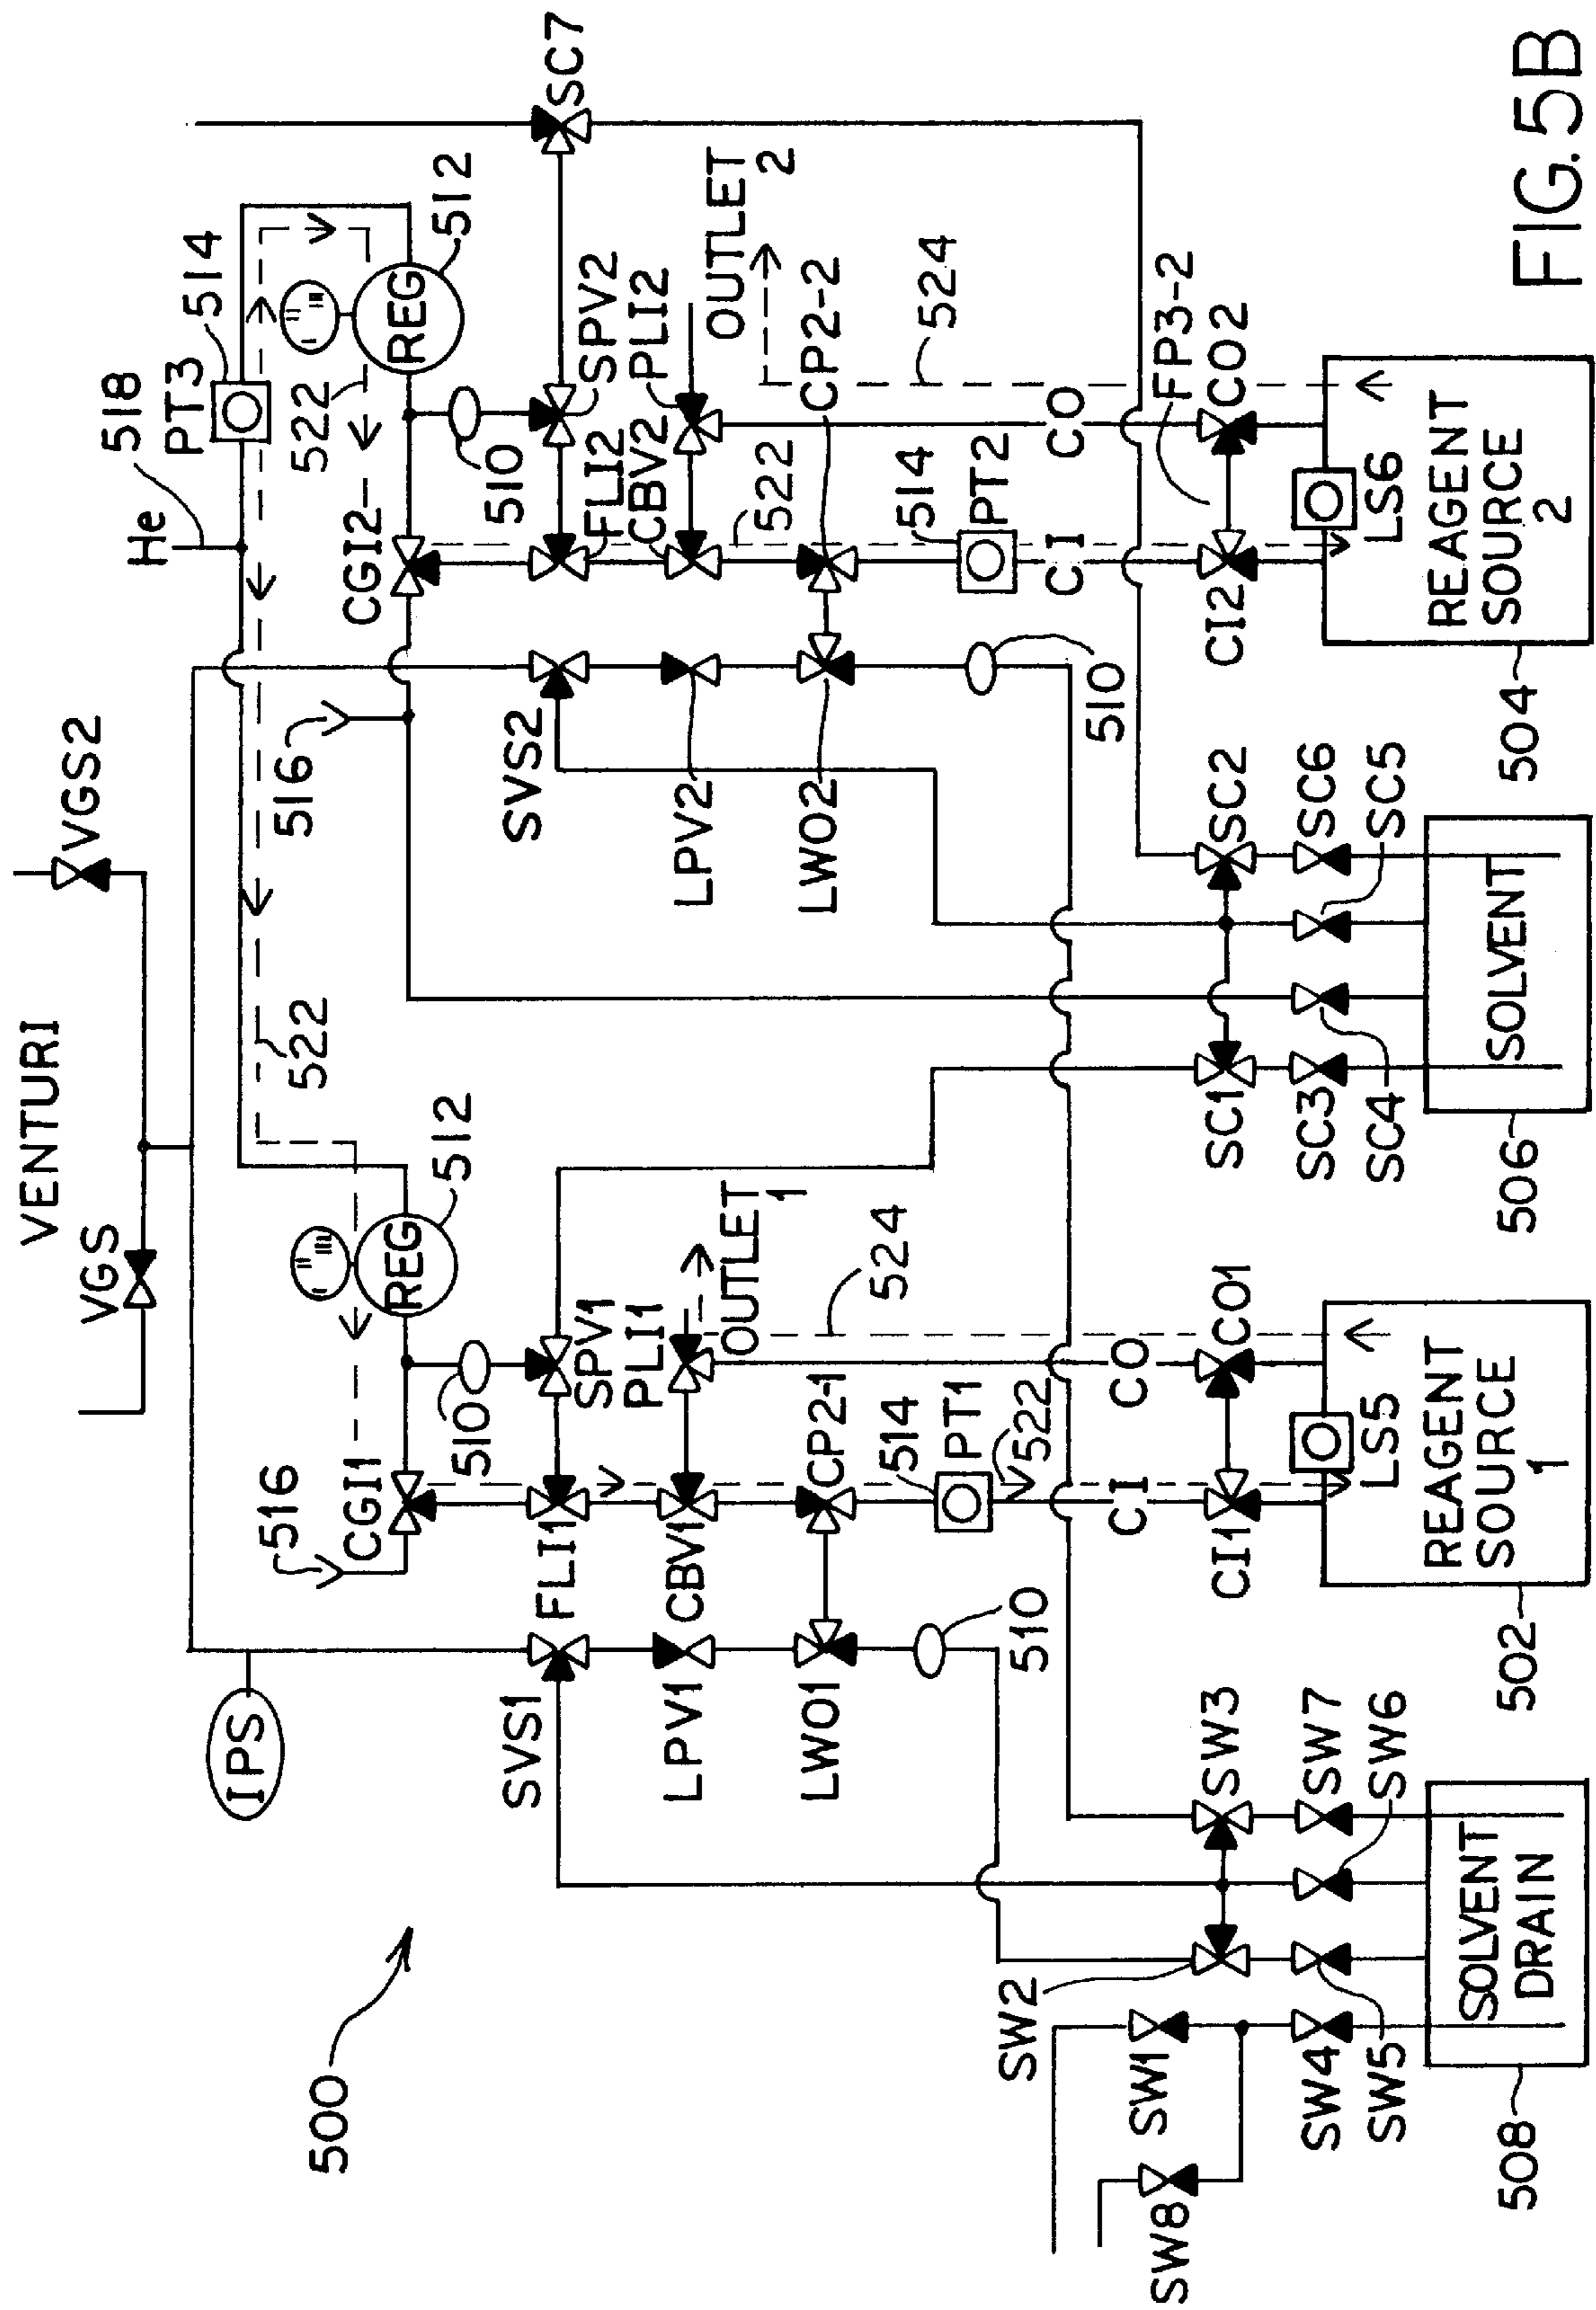 VENTURI
VGS
VGS2
500
IPS
516
CGI1
REG
512
522
He
518
PT3
514
522
REG
512
CGI2
516
510
510
SVS1
FLI1
SPV1
PLI1
OUTLET
1
SVS2
FLI2
CBV2
SPV2
PLI2
OUTLET
2
SC7
LPV1
CBV1
LPV2
LWO1
CP2-1
LWO2
CP2-2
510
514
PT1
522
524
510
522
514
PT2
524
CI
CO
CI
CO
FP3-2
SW2
SW1
SW8
SW3
CI1
CO1
SC1
SC2
CI2
CO2
SW4
SW5
SW7
SW6
LS5
SC3
SC4
SC6
SC5
LS6
SOLVENT
DRAIN
508
REAGENT
SOURCE
1
502
SOLVENT
506
REAGENT
SOURCE
2
504
FIG.5B